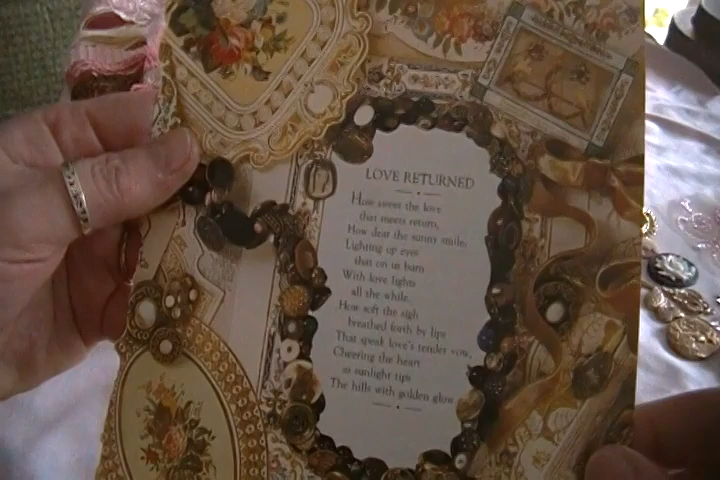 LOVE RETURNED
How sweet the love
that meets return,
How dear the sunny smile,
Lighting up eyes
that on us burn
With love lights
all the while.
How soft the sigh
breathed forth by lips
That speak love's tender vow,
Cheering the heart
as sunlight tips
The hills with golden glow.